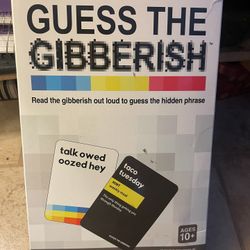 GUESS THE
GIBBERISH
Read the gibberish out loud to guess the hidden phrase
talk owed
oozed hey
taco
tuesday
AGES
10+